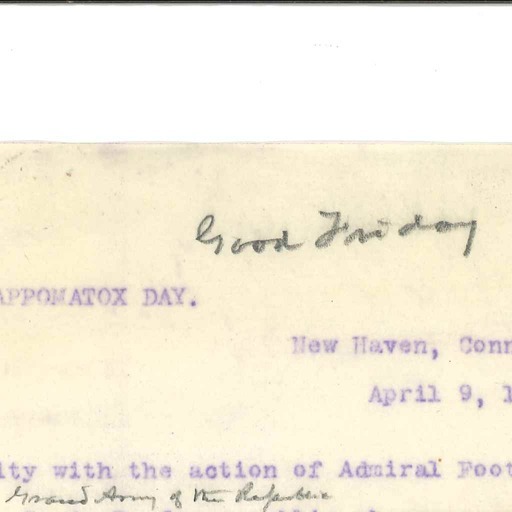 Good Friday
APPOMATOX DAY.
New Haven, Conn
April 9, 1
ity with the action of Admiral Foot
Grand Army of the Republic